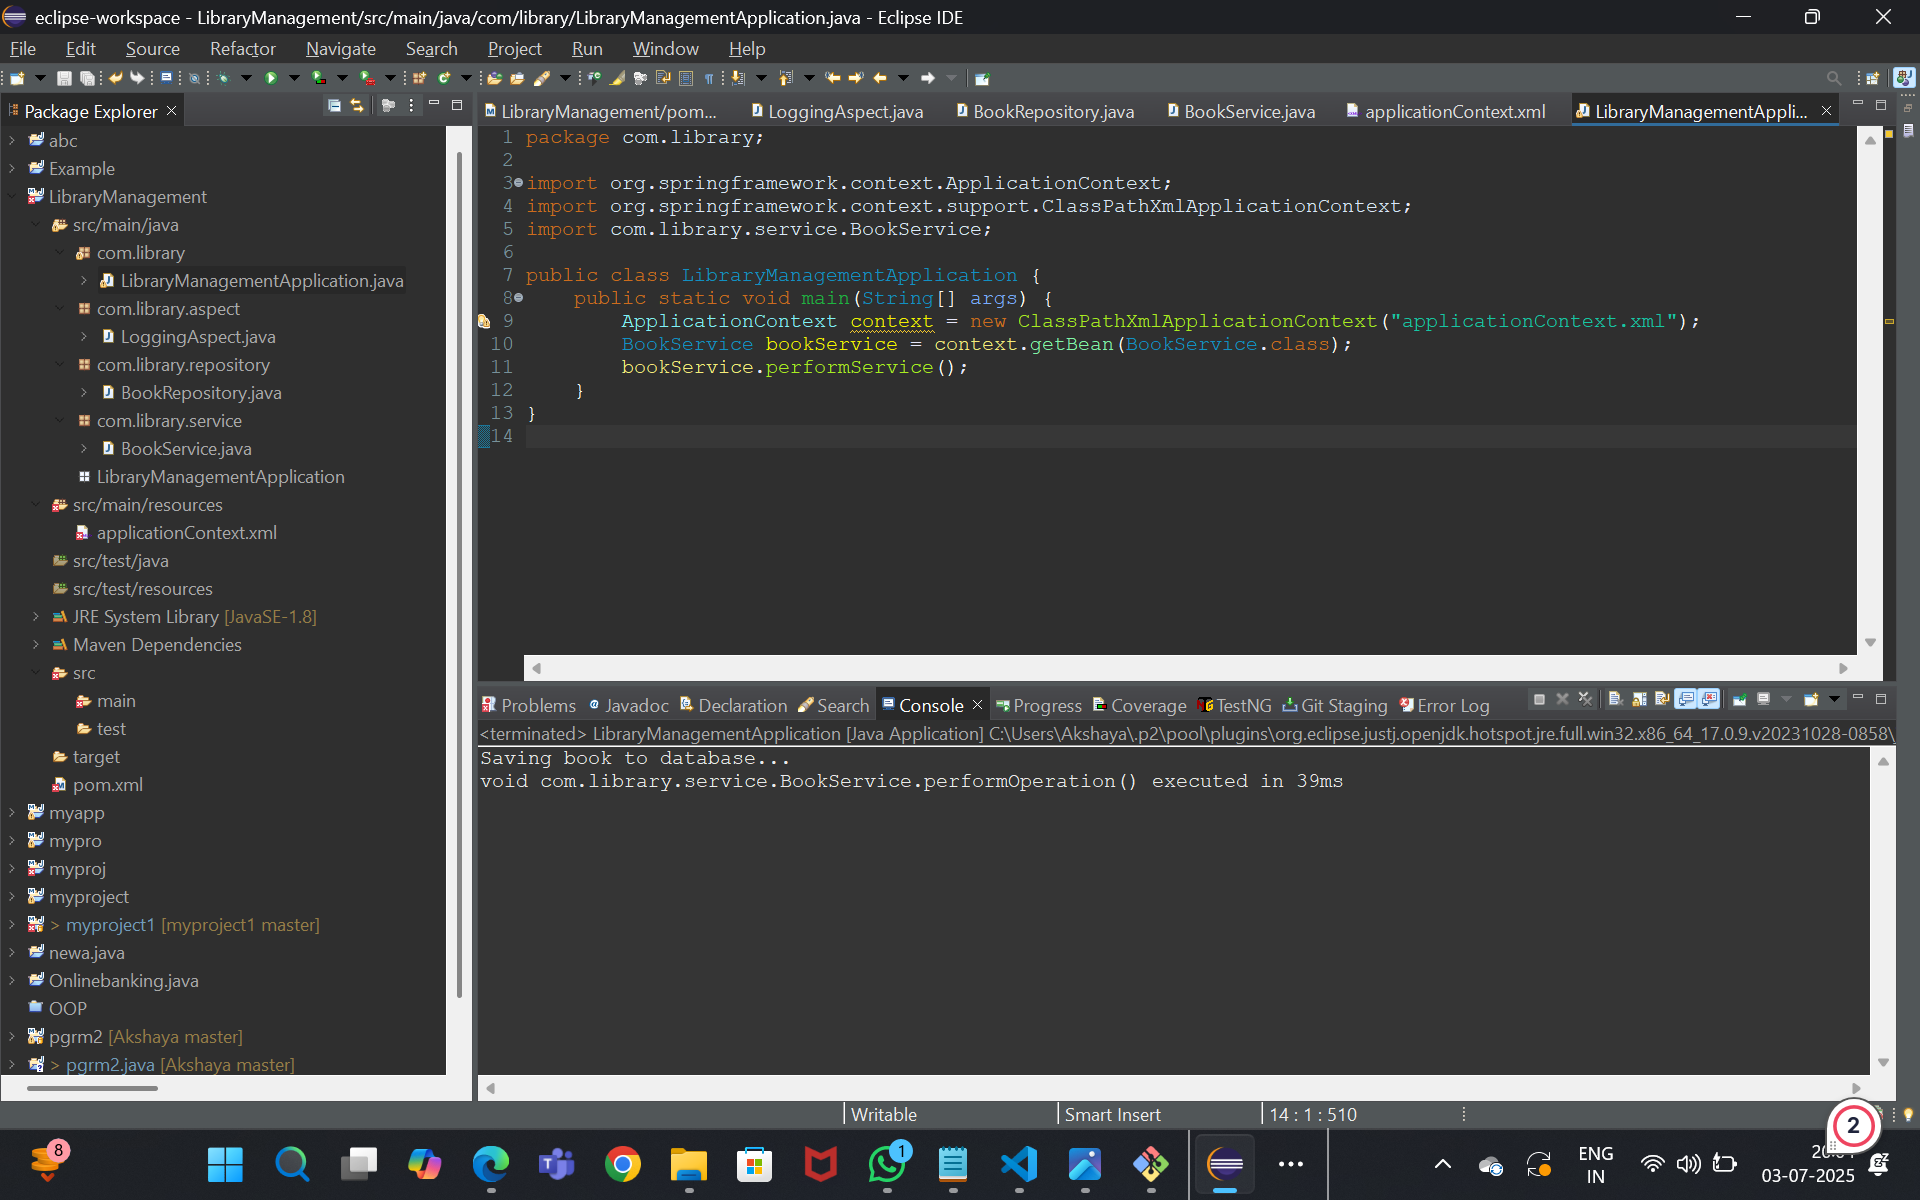 eclipse-workspace - LibraryManagement/src/main/java/com/library/LibraryManagementApplication.java - Eclipse IDE
File Edit Source Refactor Navigate Search Project Run Window Help
Package Explorer
abc
Example
LibraryManagement
src/main/java
com.library
LibraryManagementApplication.java
com.library.aspect
LoggingAspect.java
com.library.repository
BookRepository.java
com.library.service
BookService.java
LibraryManagementApplication
src/main/resources
applicationContext.xml
src/test/java
src/test/resources
JRE System Library [JavaSE-1.8]
Maven Dependencies
src
main
test
target
pom.xml
myapp
mypro
myproj
myproject
> myproject1 [myproject1 master]
newa.java
Onlinebanking.java
OOP
pgrm2 [Akshaya master]
> pgrm2.java [Akshaya master]
LibraryManagement/pom... LoggingAspect.java BookRepository.java BookService.java applicationContext.xml LibraryManagementAppli...
1 package com.library;
2
3 import org.springframework.context.ApplicationContext;
4 import org.springframework.context.support.ClassPathXmlApplicationContext;
5 import com.library.service.BookService;
6
7 public class LibraryManagementApplication {
8 public static void main(String[] args) {
9 ApplicationContext context = new ClassPathXmlApplicationContext("applicationContext.xml");
10 BookService bookService = context.getBean(BookService.class);
11 bookService.performService();
12 }
13 }
14
Problems Javadoc Declaration Search Console Progress Coverage TestNG Git Staging Error Log
<terminated> LibraryManagementApplication [Java Application] C:\Users\Akshaya\.p2\pool\plugins\org.eclipse.justj.openjdk.hotspot.jre.full.win32.x86_64_17.0.9.v20231028-0858\
Saving book to database...
void com.library.service.BookService.performOperation() executed in 39ms
Writable Smart Insert 14 : 1 : 510
2
8
1
ENG
IN
03-07-2025